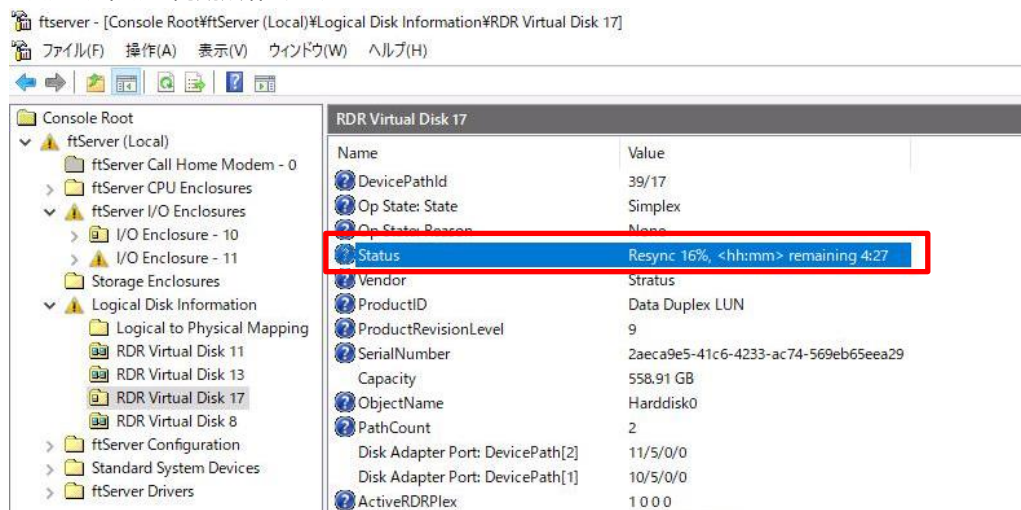 ftserver - [Console Root¥ftServer (Local)¥Logical Disk Information¥RDR Virtual Disk 17]
ファイル(F) 操作(A) 表示(V) ウィンドウ(W) ヘルプ(H)
Console Root
ftServer (Local)
ftServer Call Home Modem - 0
ftServer CPU Enclosures
ftServer I/O Enclosures
I/O Enclosure - 10
I/O Enclosure - 11
Storage Enclosures
Logical Disk Information
Logical to Physical Mapping
RDR Virtual Disk 11
RDR Virtual Disk 13
RDR Virtual Disk 17
RDR Virtual Disk 8
ftServer Configuration
Standard System Devices
ftServer Drivers
RDR Virtual Disk 17
Name Value
DevicePathId 39/17
Op State: State Simplex
Op State: Reason None
Status Resync 16%, <hh:mm> remaining 4:27
Vendor Stratus
ProductID Data Duplex LUN
ProductRevisionLevel 9
SerialNumber 2aeca9e5-41c6-4233-ac74-569eb65eea29
Capacity 558.91 GB
ObjectName Harddisk0
PathCount 2
Disk Adapter Port: DevicePath[2] 11/5/0/0
Disk Adapter Port: DevicePath[1] 10/5/0/0
ActiveRDRPlex 1 0 0 0